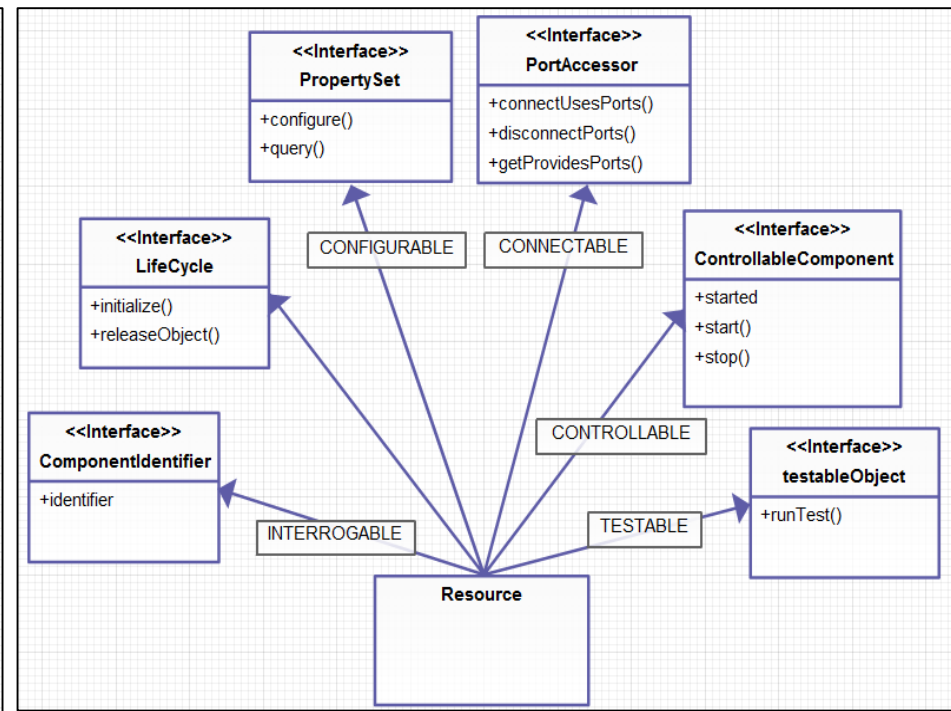 <<Interface>>
PropertySet
+configure()
+query()
<<Interface>>
PortAccessor
+connectUsesPorts()
+disconnectPorts()
+getProvidesPorts()
<<Interface>>
LifeCycle
+initialize()
+releaseObject()
CONFIGURABLE
CONNECTABLE
<<Interface>>
ControllableComponent
+started
+start()
+stop()
<<Interface>>
ComponentIdentifier
+identifier
CONTROLLABLE
<<Interface>>
testableObject
+runTest()
INTERROGABLE
TESTABLE
Resource